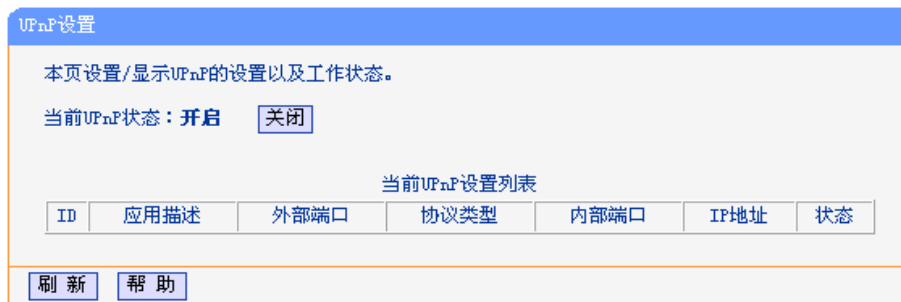 UPnP设置
本页设置/显示UPnP的设置以及工作状态。
当前UPnP状态：开启 关闭
当前UPnP设置列表
ID 应用描述 外部端口 协议类型 内部端口 IP地址 状态
刷 新 帮 助